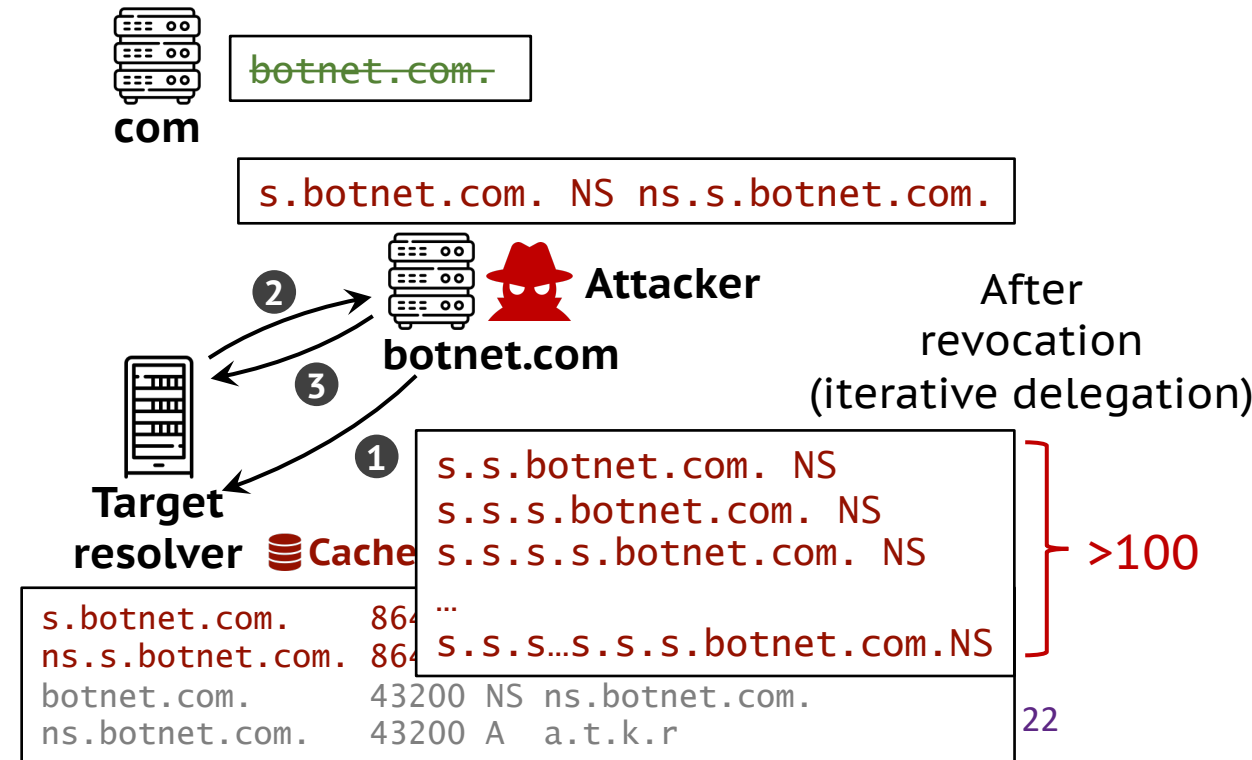 botnet.com.
com
s.botnet.com. NS ns.s.botnet.com.
2
Attacker
After
revocation
(iterative delegation)
botnet.com
3
1
Target
resolver
Cache
s.s.botnet.com. NS
s.s.s.botnet.com. NS
s.s.s.s.botnet.com. NS
…
s.s.s…s.s.s.botnet.com.NS
>100
s.botnet.com. 864
ns.s.botnet.com. 864
botnet.com. 43200 NS ns.botnet.com.
ns.botnet.com. 43200 A a.t.k.r
22